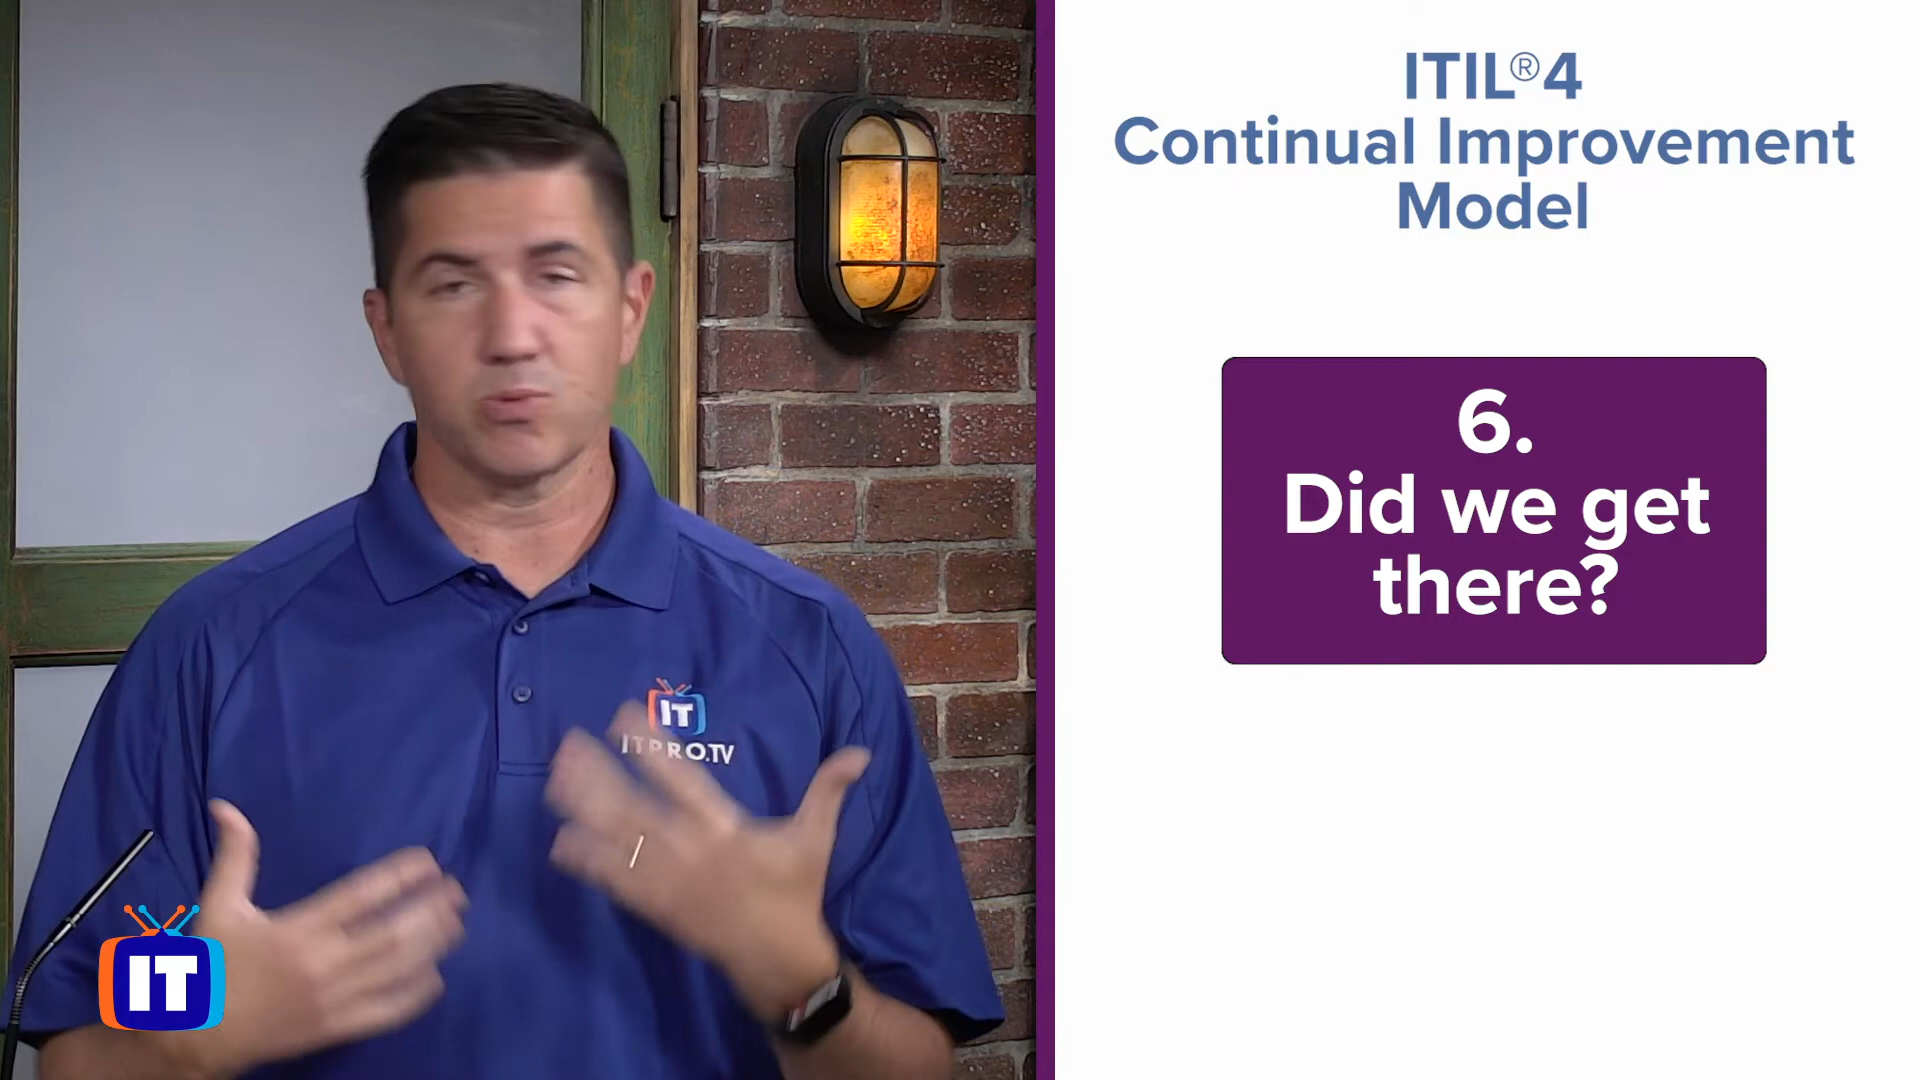 ITIL®4
Continual Improvement
Model
6.
Did we get
there?
IT
ITPRO.TV
IT